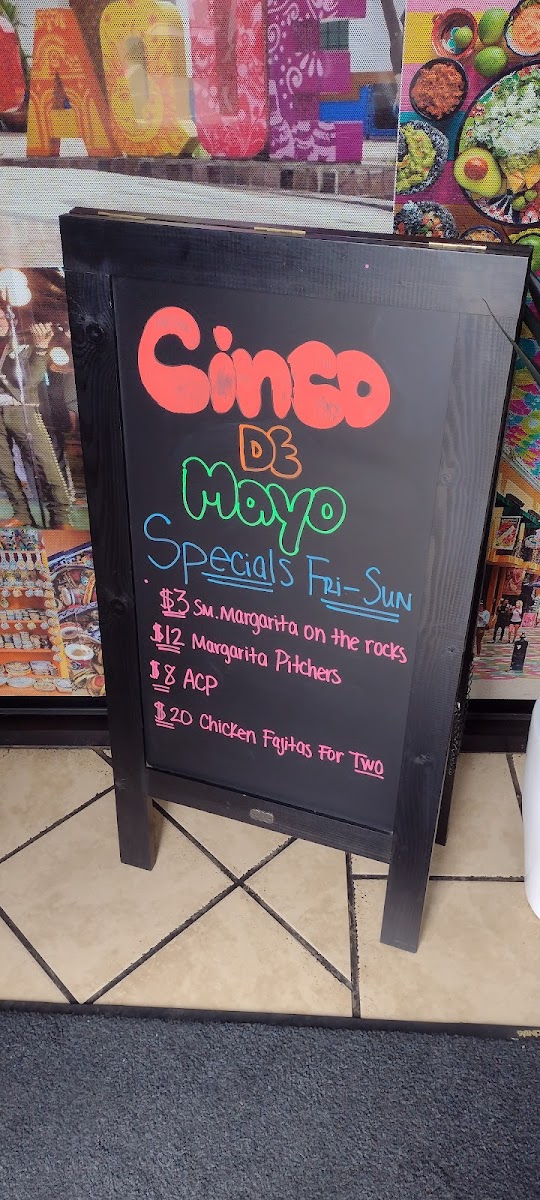 AQUE
Cinco
DE
Mayo
Specials Fri-Sun
$3 Sm. Margarita on the rocks
$12 Margarita Pitchers
$8 ACP
$20 Chicken Fajitas For Two